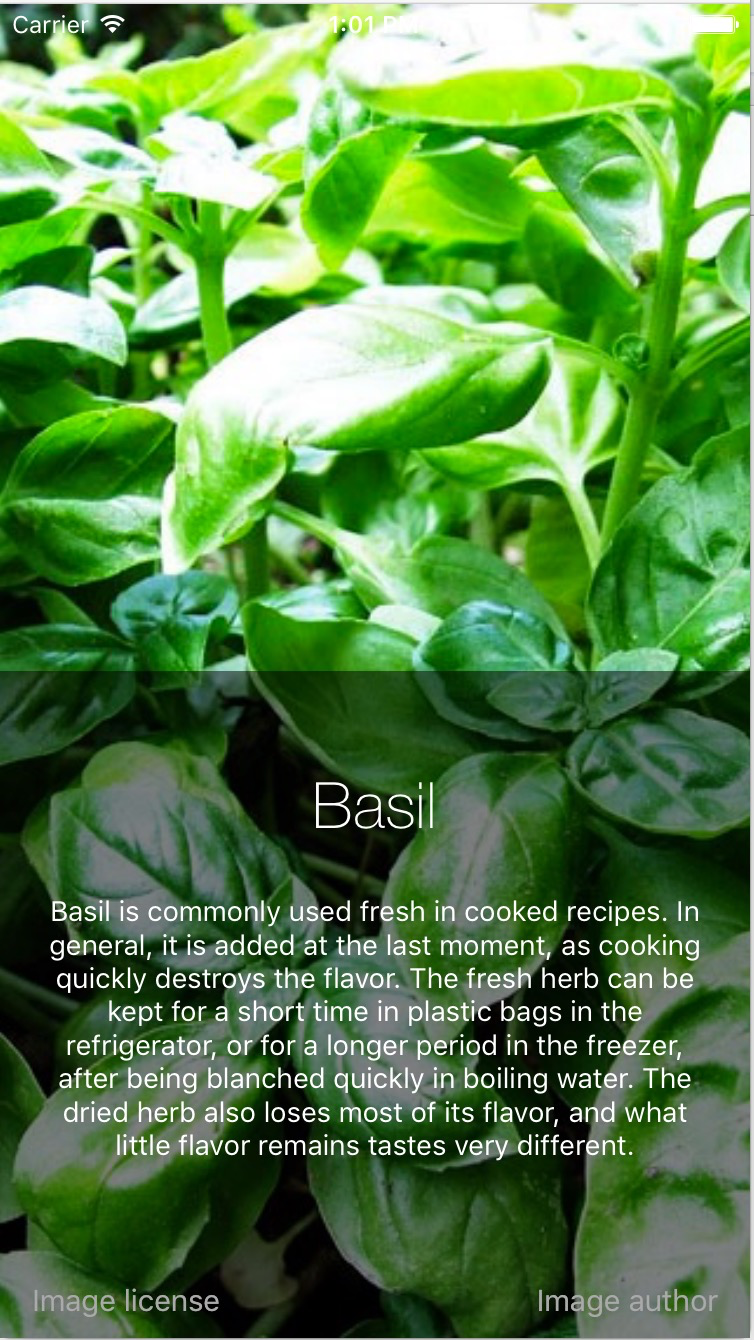 Carrier
1:01 PM
Basil
Basil is commonly used fresh in cooked recipes. In
general, it is added at the last moment, as cooking
quickly destroys the flavor. The fresh herb can be
kept for a short time in plastic bags in the
refrigerator, or for a longer period in the freezer,
after being blanched quickly in boiling water. The
dried herb also loses most of its flavor, and what
little flavor remains tastes very different.
Image license
Image author